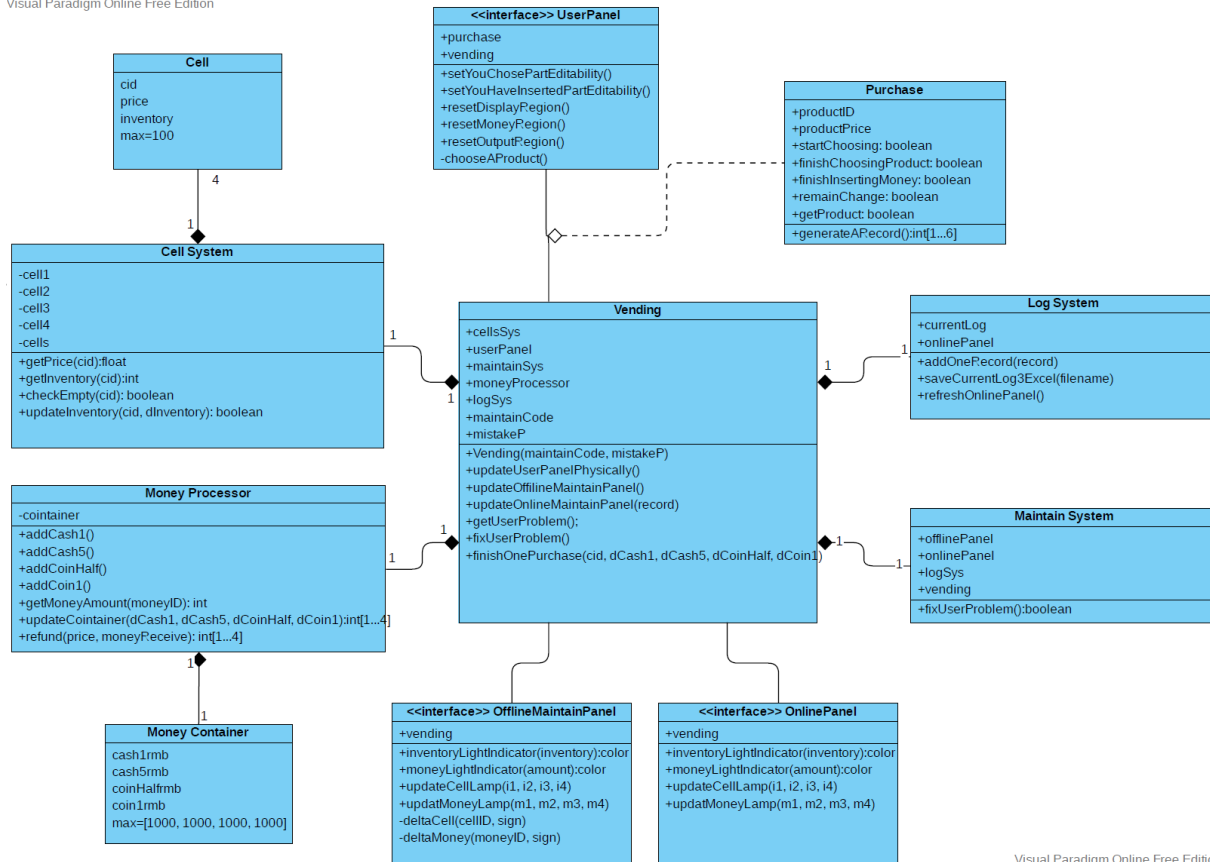 Visual Paradigm Online Free Edition
<<interface>> UserPanel
+purchase
+vending
+setYouChosePartEditability()
+setYouHaveInsertedPartEditability()
+resetDisplayRegion()
+resetMoneyRegion()
+resetOutputRegion()
-chooseAProduct()
Cell
cid
price
inventory
max=100
4
1
Purchase
+productID
+productPrice
+startChoosing: boolean
+finishChoosingProduct: boolean
+finishInsertingMoney: boolean
+remainChange: boolean
+getProduct: boolean
+generateARecord():int[1...6]
Cell System
-cell1
-cell2
-cell3
-cell4
-cells
+getPrice(cid):float
+getInventory(cid):int
+checkEmpty(cid): boolean
+updateInventory(cid, dInventory): boolean
1
1
Vending
+cellsSys
+userPanel
+maintainSys
+moneyProcessor
+logSys
+maintainCode
+mistakeP
+Vending(maintainCode, mistakeP)
+updateUserPanelPhysically()
+updateOffilineMaintainPanel()
+updateOnlineMaintainPanel(record)
+getUserProblem();
+fixUserProblem()
+finishOnePurchase(cid, dCash1, dCash5, dCoinHalf, dCoin1)
1
1
Log System
+currentLog
+onlinePanel
+addOneRecord(record)
+saveCurrentLog3Excel(filename)
+refreshOnlinePanel()
Money Processor
-cointainer
+addCash1()
+addCash5()
+addCoinHalf()
+addCoin1()
+getMoneyAmount(moneyID): int
+updateCointainer(dCash1, dCash5, dCoinHalf, dCoin1):int[1...4]
+refund(price, moneyReceive): int[1...4]
1
1
1
1
Maintain System
+offlinePanel
+onlinePanel
+logSys
+vending
+fixUserProblem():boolean
1
1
Money Container
cash1rmb
cash5rmb
coinHalfrmb
coin1rmb
max=[1000, 1000, 1000, 1000]
<<interface>> OfflineMaintainPanel
+vending
+inventoryLightIndicator(inventory):color
+moneyLightIndicator(amount):color
+updateCellLamp(i1, i2, i3, i4)
+updatMoneyLamp(m1, m2, m3, m4)
-deltaCell(cellID, sign)
-deltaMoney(moneyID, sign)
<<interface>> OnlinePanel
+vending
+inventoryLightIndicator(inventory):color
+moneyLightIndicator(amount):color
+updateCellLamp(i1, i2, i3, i4)
+updatMoneyLamp(m1, m2, m3, m4)
Visual Paradigm Online Free Editi